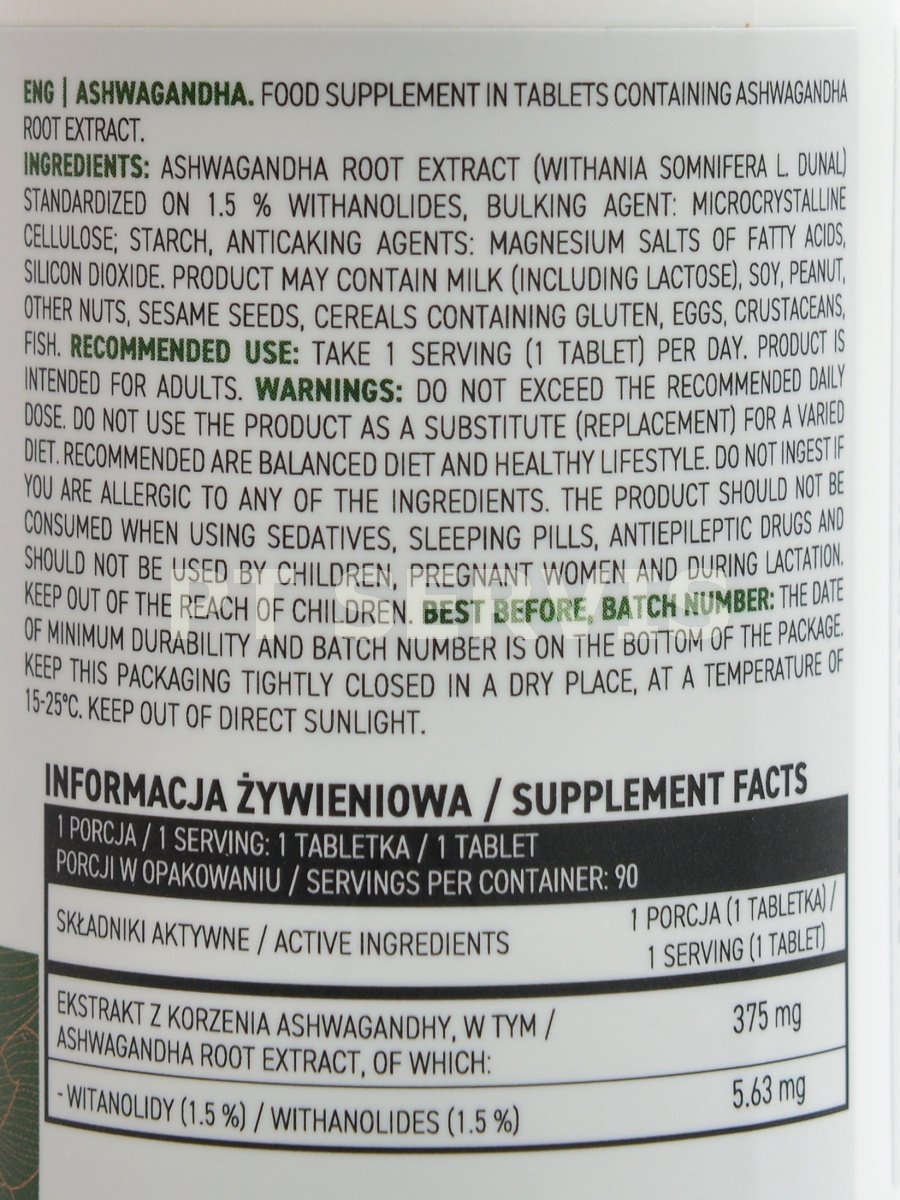 ENG | ASHWAGANDHA. FOOD SUPPLEMENT IN TABLETS CONTAINING ASHWAGANDHA
ROOT EXTRACT.
INGREDIENTS: ASHWAGANDHA ROOT EXTRACT (WITHANIA SOMNIFERA L. DUNAL)
STANDARDIZED ON 1.5 % WITHANOLIDES, BULKING AGENT: MICROCRYSTALLINE
CELLULOSE; STARCH, ANTICAKING AGENTS: MAGNESIUM SALTS OF FATTY ACIDS,
SILICON DIOXIDE. PRODUCT MAY CONTAIN MILK (INCLUDING LACTOSE), SOY, PEANUT,
OTHER NUTS, SESAME SEEDS, CEREALS CONTAINING GLUTEN, EGGS, CRUSTACEANS,
FISH. RECOMMENDED USE: TAKE 1 SERVING (1 TABLET) PER DAY. PRODUCT IS
INTENDED FOR ADULTS. WARNINGS: DO NOT EXCEED THE RECOMMENDED DAILY
DOSE. DO NOT USE THE PRODUCT AS A SUBSTITUTE (REPLACEMENT) FOR A VARIED
DIET. RECOMMENDED ARE BALANCED DIET AND HEALTHY LIFESTYLE. DO NOT INGEST IF
YOU ARE ALLERGIC TO ANY OF THE INGREDIENTS. THE PRODUCT SHOULD NOT BE
CONSUMED WHEN USING SEDATIVES, SLEEPING PILLS, ANTIEPILEPTIC DRUGS AND
SHOULD NOT BE USED BY CHILDREN, PREGNANT WOMEN AND DURING LACTATION.
KEEP OUT OF THE REACH OF CHILDREN. BEST BEFORE, BATCH NUMBER: THE DATE
OF MINIMUM DURABILITY AND BATCH NUMBER IS ON THE BOTTOM OF THE PACKAGE.
KEEP THIS PACKAGING TIGHTLY CLOSED IN A DRY PLACE, AT A TEMPERATURE OF
15-25°C. KEEP OUT OF DIRECT SUNLIGHT.
INFORMACJA ŻYWIENIOWA / SUPPLEMENT FACTS
1 PORCJA / 1 SERVING: 1 TABLETKA / 1 TABLET
PORCJI W OPAKOWANIU / SERVINGS PER CONTAINER: 90
SKŁADNIKI AKTYWNE / ACTIVE INGREDIENTS
1 PORCJA (1 TABLETKA) /
1 SERVING (1 TABLET)
EKSTRAKT Z KORZENIA ASHWAGANDHY, W TYM /
ASHWAGANDHA ROOT EXTRACT, OF WHICH:
375 mg
- WITANOLIDY (1.5 %) / WITHANOLIDES (1.5 %)
5.63 mg